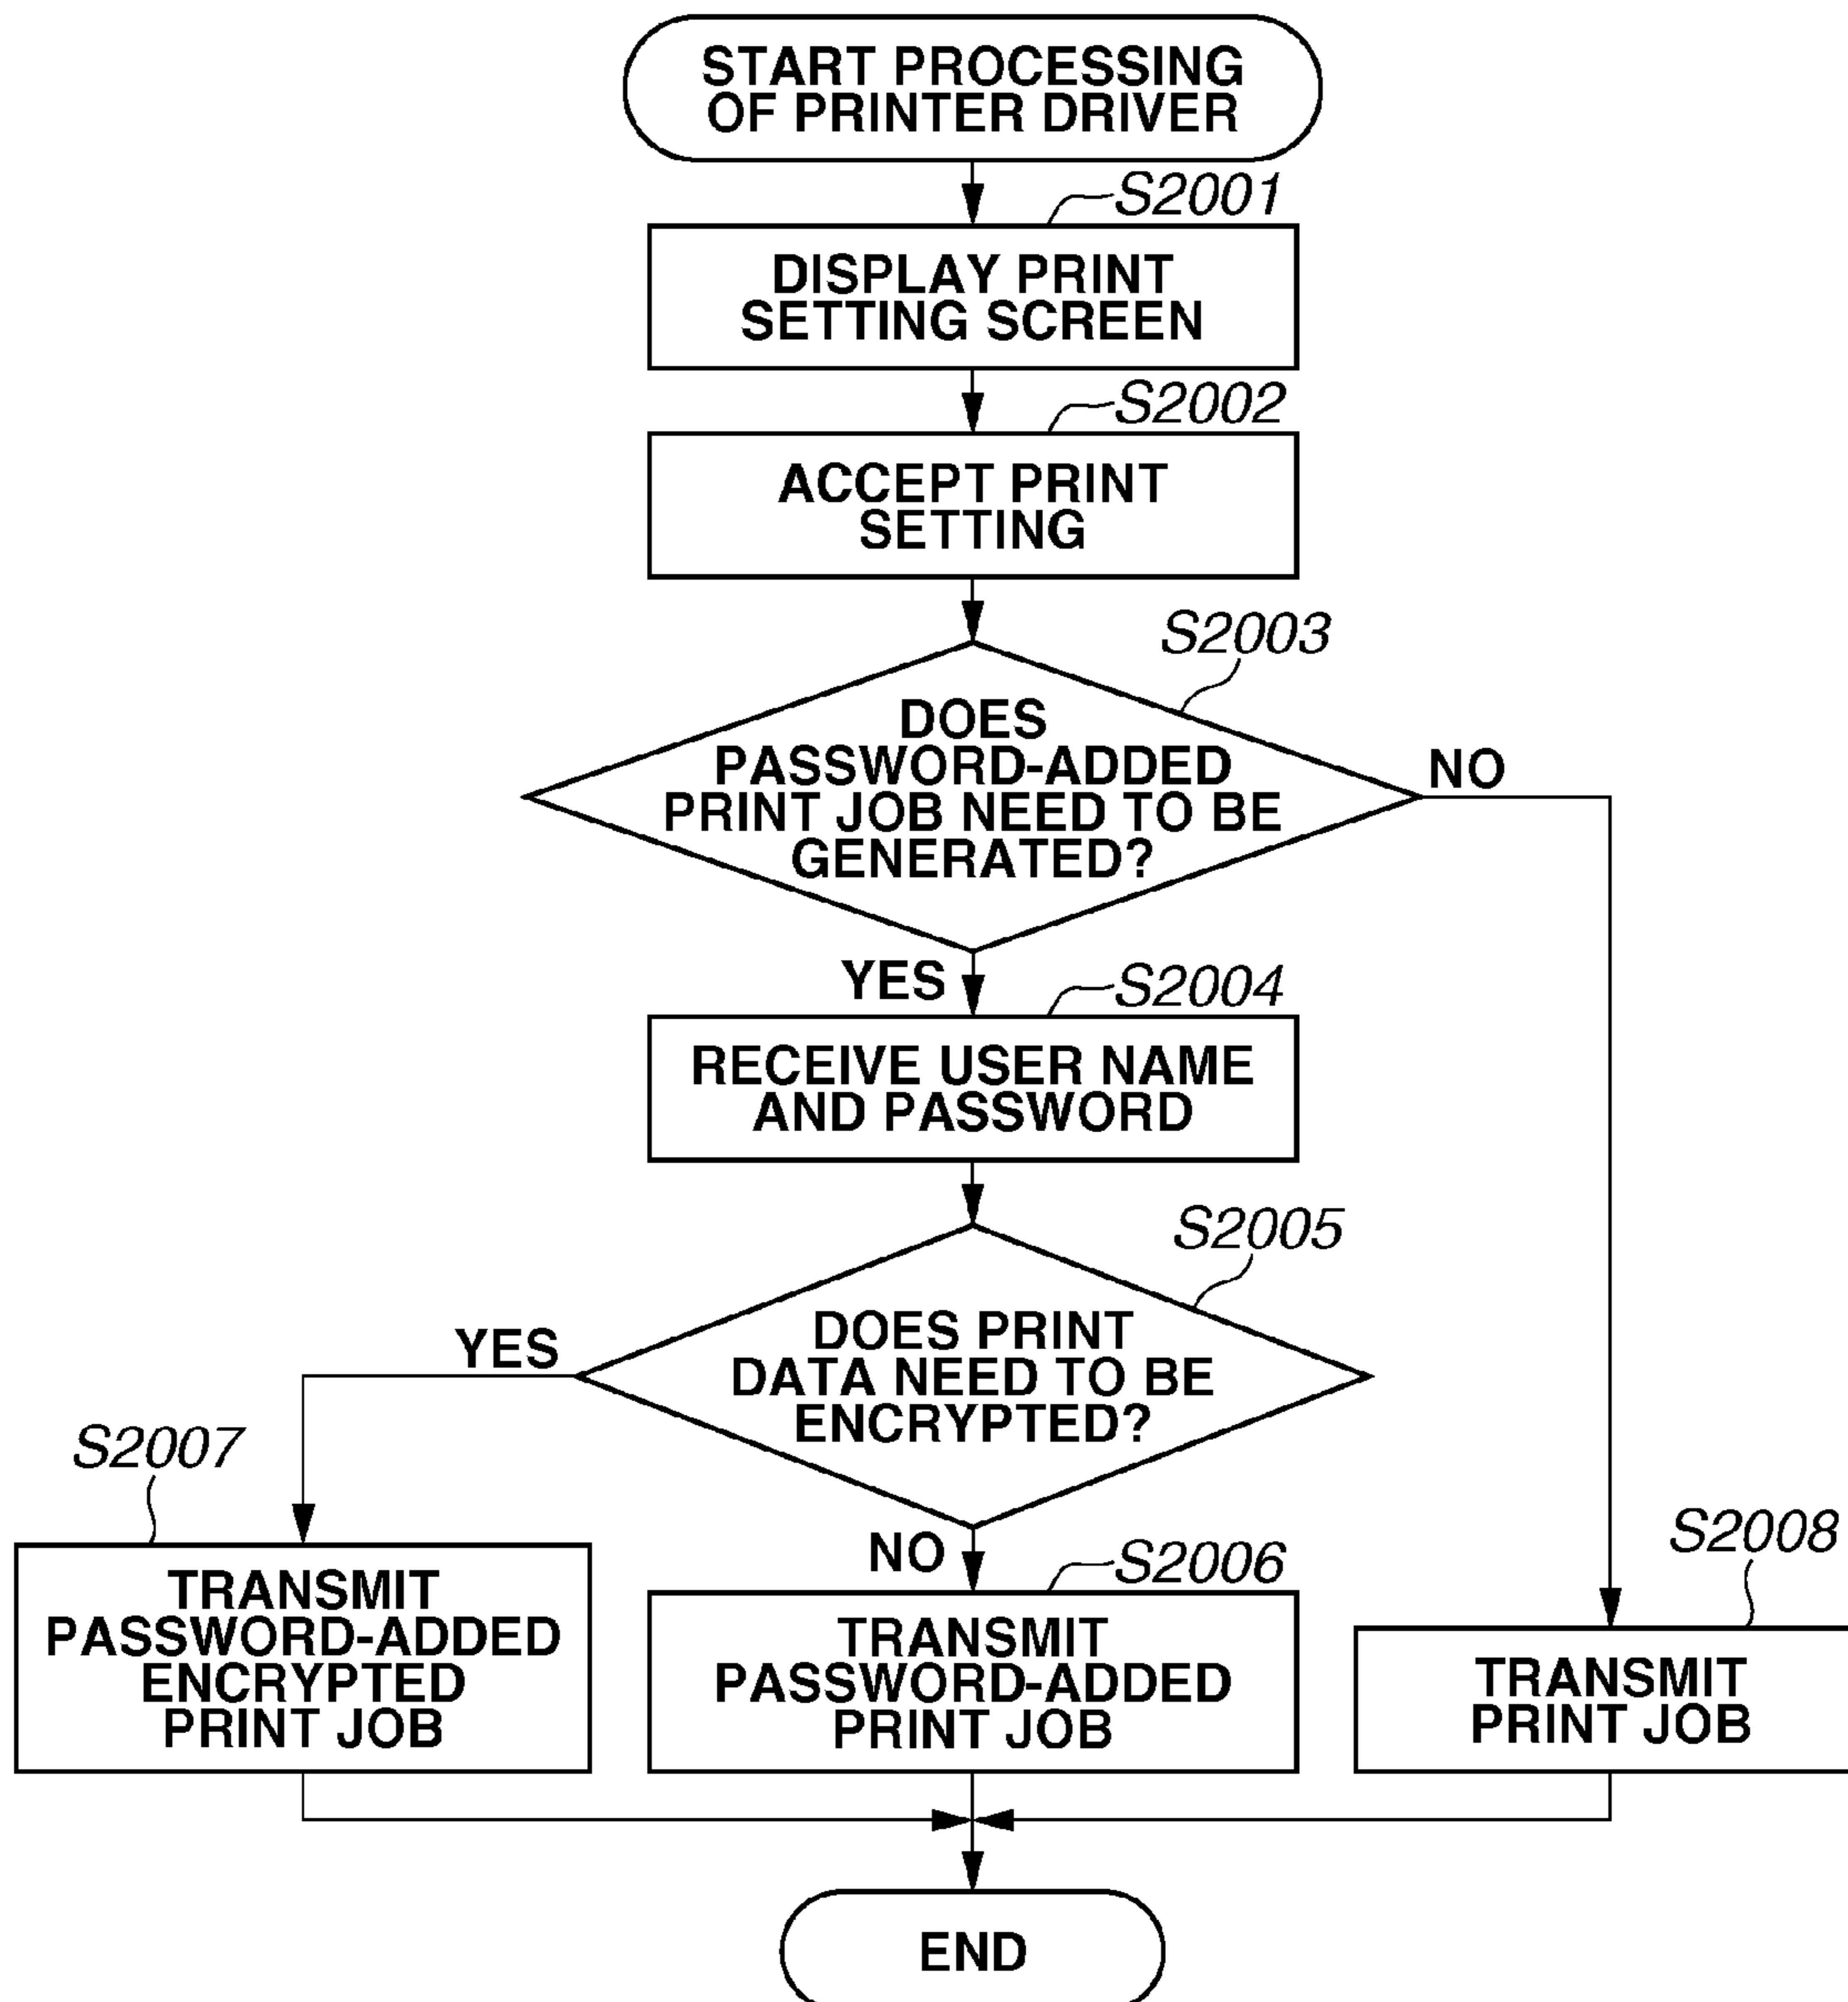 START PROCESSING
OF PRINTER DRIVER
S2001
DISPLAY PRINT
SETTING SCREEN
S2002
ACCEPT PRINT
SETTING
S2003
DOES
PASSWORD-ADDED
PRINT JOB NEED TO BE
GENERATED?
NO
YES
S2004
RECEIVE USER NAME
AND PASSWORD
S2005
DOES PRINT
DATA NEED TO BE
ENCRYPTED?
YES
NO
S2007
TRANSMIT
PASSWORD-ADDED
ENCRYPTED
PRINT JOB
S2006
TRANSMIT
PASSWORD-ADDED
PRINT JOB
S2008
TRANSMIT
PRINT JOB
END